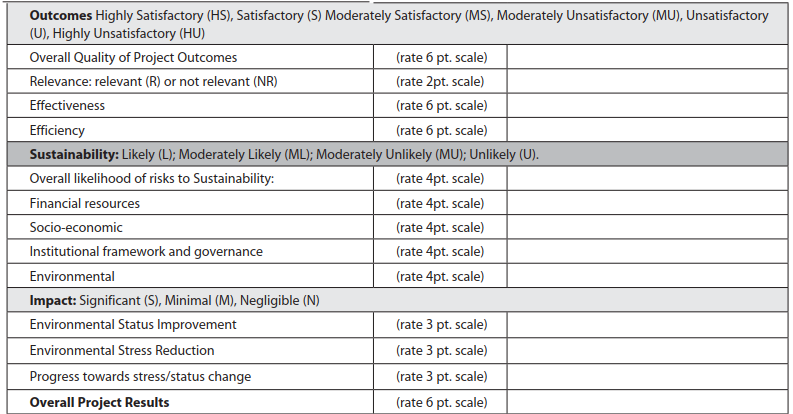 Outcomes Highly Satisfactory (HS), Satisfactory (S) Moderately Satisfactory (MS), Moderately Unsatisfactory (MU), Unsatisfactory
(U), Highly Unsatisfactory (HU)
Overall Quality of Project Outcomes (rate 6 pt. scale)
Relevance: relevant (R) or not relevant (NR) (rate 2pt. scale)
Effectiveness (rate 6 pt. scale)
Efficiency (rate 6 pt. scale)
Sustainability: Likely (L); Moderately Likely (ML); Moderately Unlikely (MU); Unlikely (U).
Overall likelihood of risks to Sustainability: (rate 4pt. scale)
Financial resources (rate 4pt. scale)
Socio-economic (rate 4pt. scale)
Institutional framework and governance (rate 4pt. scale)
Environmental (rate 4pt. scale)
Impact: Significant (S), Minimal (M), Negligible (N)
Environmental Status Improvement (rate 3 pt. scale)
Environmental Stress Reduction (rate 3 pt. scale)
Progress towards stress/status change (rate 3 pt. scale)
Overall Project Results (rate 6 pt. scale)